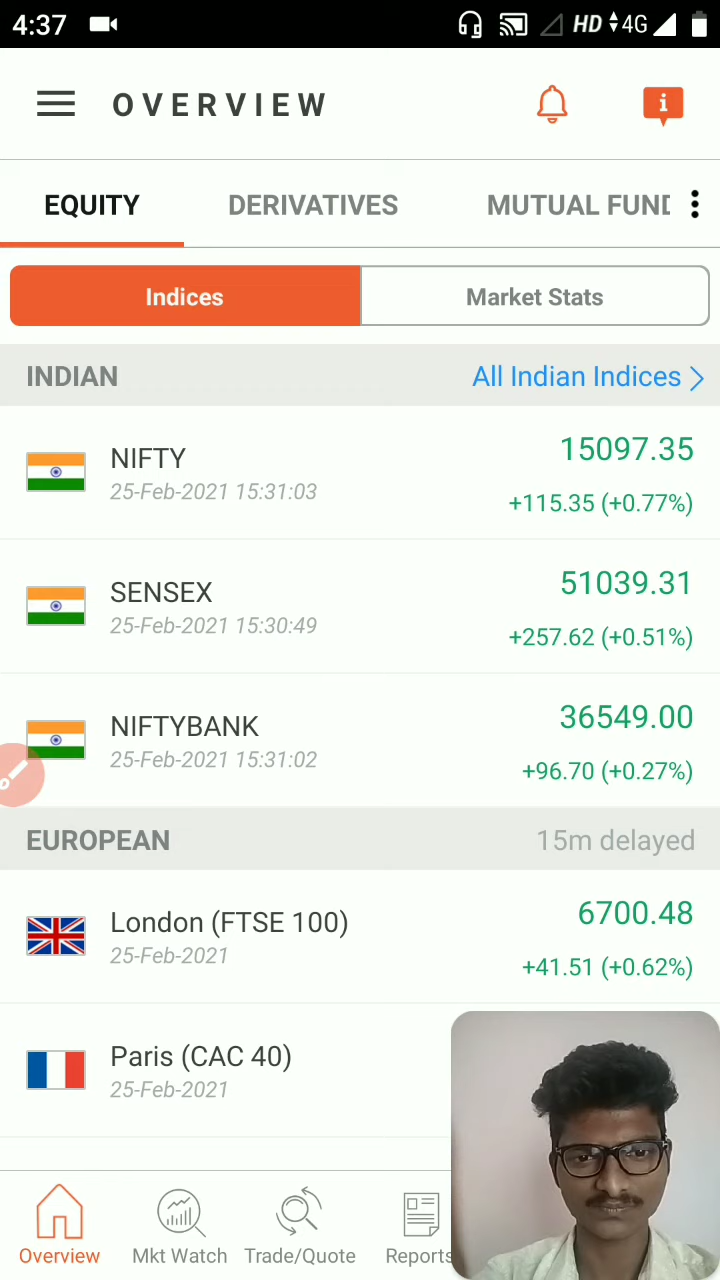 4:37 HD 4G
OVERVIEW
i
EQUITY DERIVATIVES MUTUAL FUND
Indices Market Stats
INDIAN All Indian Indices
NIFTY 15097.35
25-Feb-2021 15:31:03 +115.35 (+0.77%)
SENSEX 51039.31
25-Feb-2021 15:30:49 +257.62 (+0.51%)
NIFTYBANK 36549.00
25-Feb-2021 15:31:02 +96.70 (+0.27%)
EUROPEAN 15m delayed
London (FTSE 100) 6700.48
25-Feb-2021 +41.51 (+0.62%)
Paris (CAC 40)
25-Feb-2021
Overview Mkt Watch Trade/Quote Reports